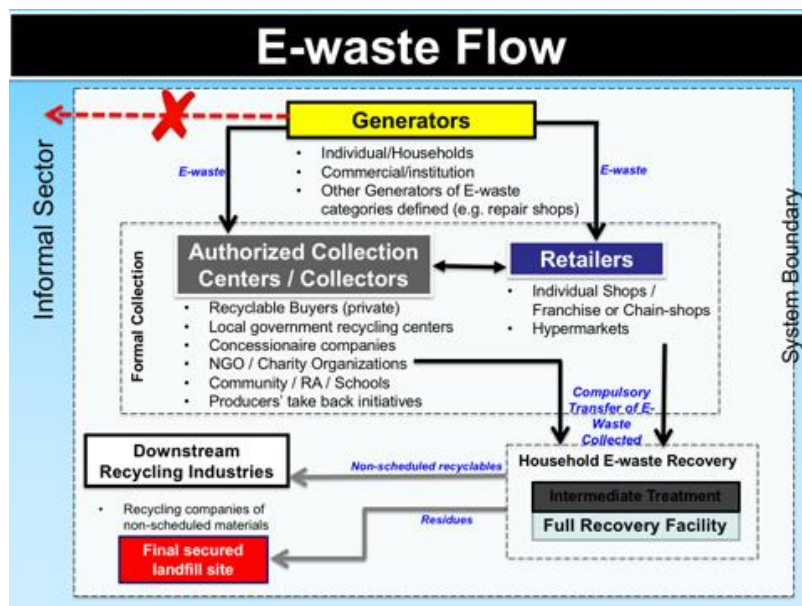 E-waste Flow
Generators
E-waste
E-waste
• Individual/Households
• Commercial/institution
• Other Generators of E-waste
categories defined (e.g. repair shops)
Informal Sector
System Boundary
Formal Collection
Authorized Collection
Centers / Collectors
• Recyclable Buyers (private)
• Local government recycling centers
• Concessionaire companies
• NGO / Charity Organizations
• Community / RA / Schools
• Producers' take back initiatives
Retailers
• Individual Shops /
Franchise or Chain-shops
• Hypermarkets
Compulsory
Transfer of E-
Waste
Collected
Household E-waste Recovery
Intermediate Treatment
Full Recovery Facility
Non-scheduled recyclables
Residues
Downstream
Recycling Industries
• Recycling companies of
non-scheduled materials
Final secured
landfill site